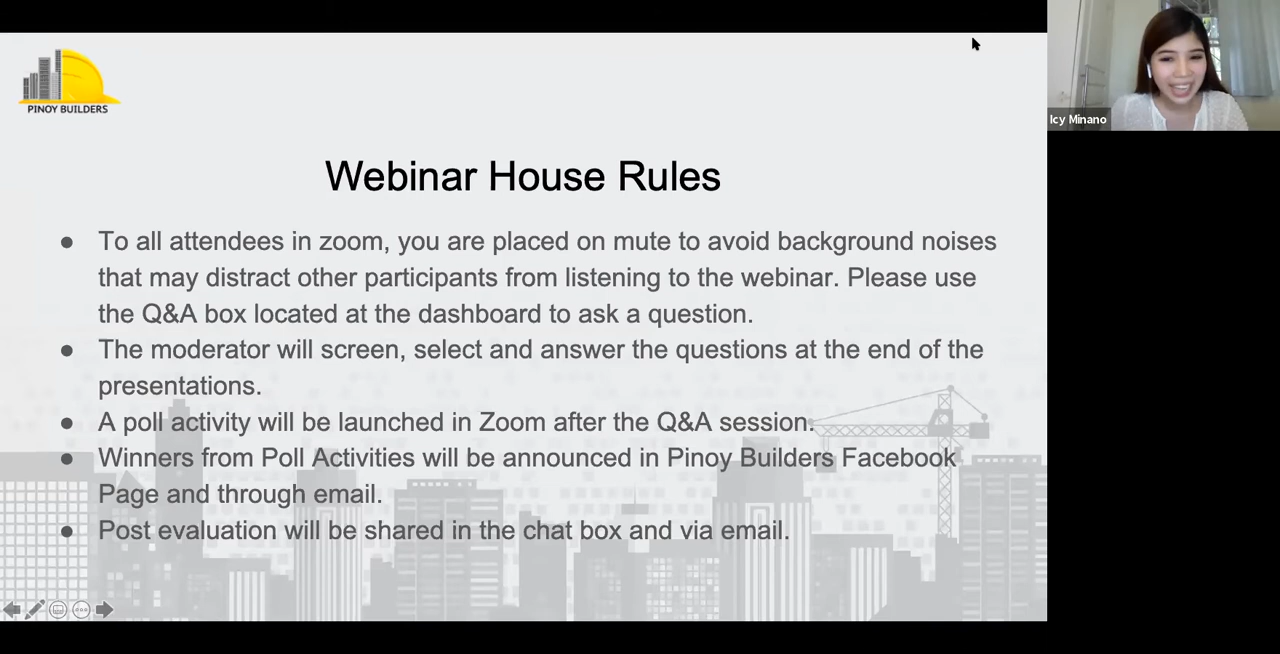 PINOY BUILDERS
Icy Minano
Webinar House Rules
● To all attendees in zoom, you are placed on mute to avoid background noises
that may distract other participants from listening to the webinar. Please use
the Q&A box located at the dashboard to ask a question.
● The moderator will screen, select and answer the questions at the end of the
presentations.
● A poll activity will be launched in Zoom after the Q&A session.
● Winners from Poll Activities will be announced in Pinoy Builders Facebook
Page and through email.
● Post evaluation will be shared in the chat box and via email.